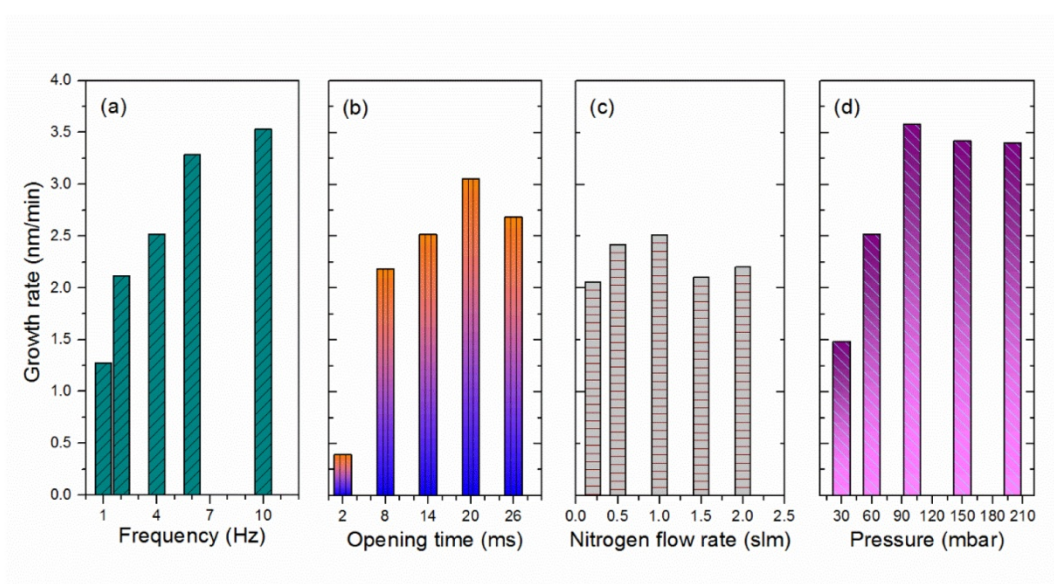 (a)
(b)
(c)
(d)
Growth rate (nm/min)
4.0
3.5
3.0
2.5
2.0
1.5
1.0
0.5
0.0
1 4 7 10
Frequency (Hz)
2 8 14 20 26
Opening time (ms)
0.0 0.5 1.0 1.5 2.0 2.5
Nitrogen flow rate (slm)
30 60 90 120 150 180 210
Pressure (mbar)